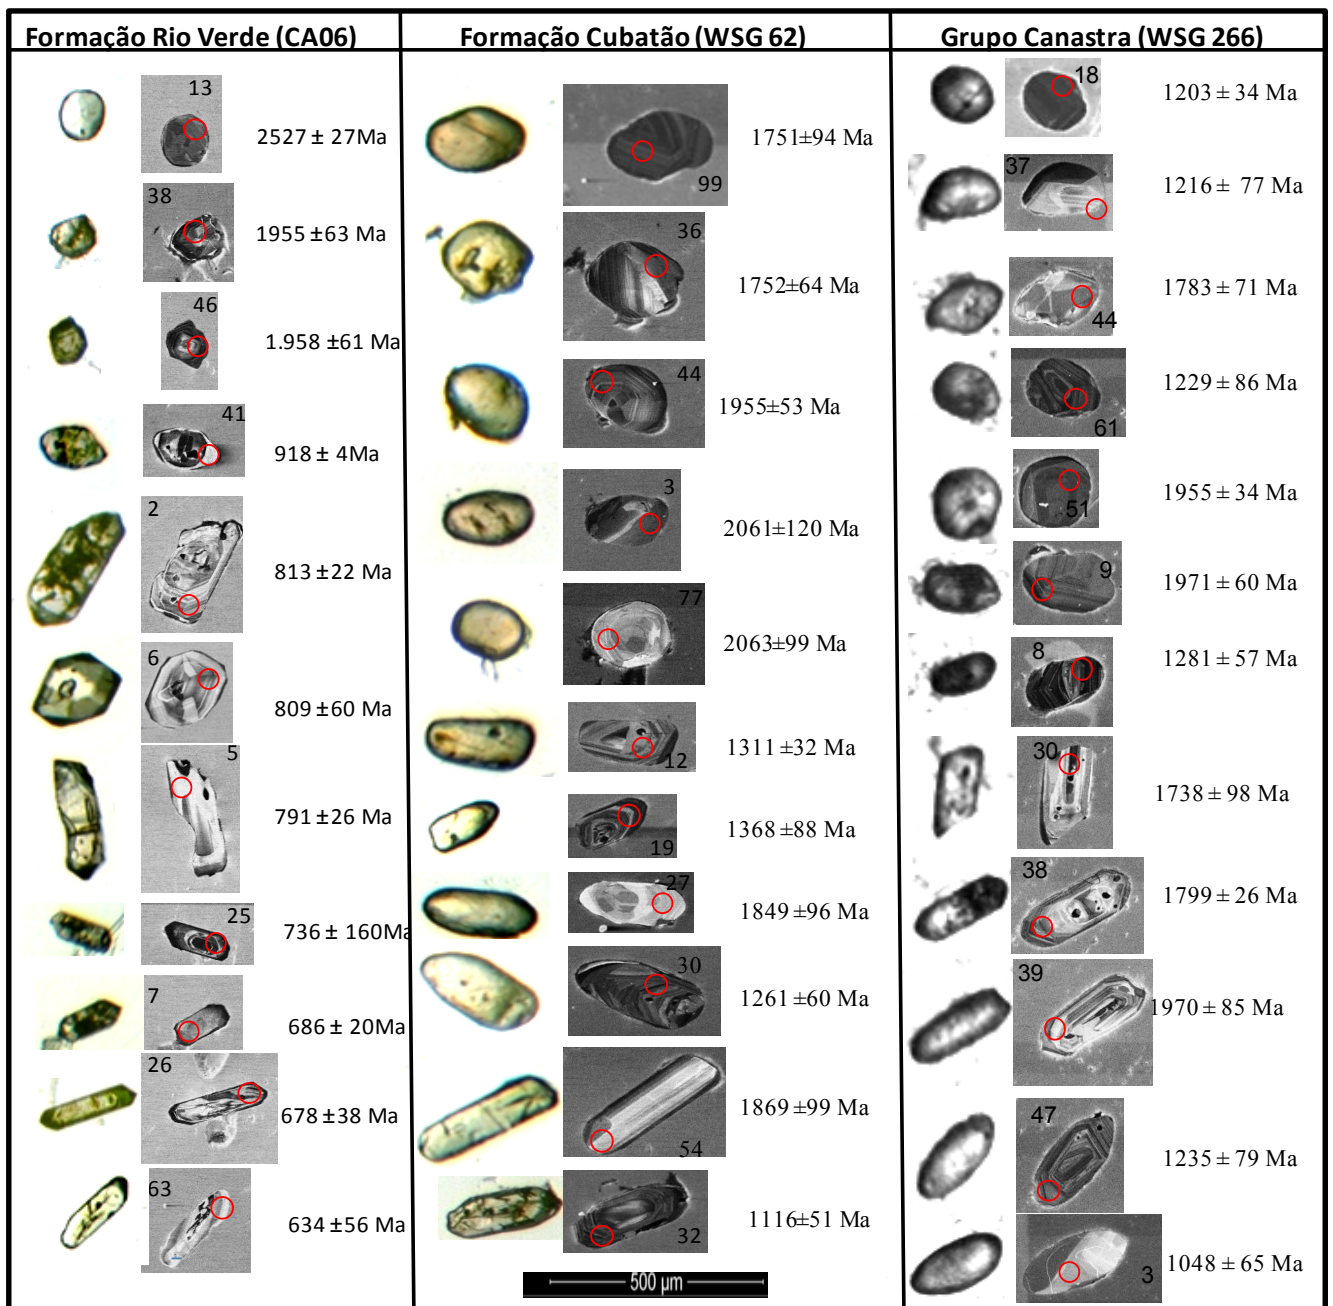 Formação Rio Verde (CA06)
13
2527 ± 27Ma
38
1955 ±63 Ma
46
1.958 ±61 Ma
41
918 ± 4Ma
2
813 ±22 Ma
6
809 ±60 Ma
5
791 ±26 Ma
25
736 ± 160Ma
7
686 ± 20Ma
26
678 ±38 Ma
63
634 ±56 Ma
Formação Cubatão (WSG 62)
1751±94 Ma
99
36
1752±64 Ma
44
1955±53 Ma
3
2061±120 Ma
77
2063±99 Ma
1311 ±32 Ma
12
1368 ±88 Ma
19
27
1849 ±96 Ma
30
1261±60 Ma
1869 ±99 Ma
54
1116±51 Ma
32
500 µm
Grupo Canastra (WSG 266)
18
1203 ± 34 Ma
37
1216 ± 77 Ma
1783 ± 71 Ma
44
1229 ± 86 Ma
61
1955 ± 34 Ma
51
9
1971 ± 60 Ma
8
1281 ± 57 Ma
30
1738 ± 98 Ma
38
1799 ± 26 Ma
39
1970 ± 85 Ma
47
1235 ± 79 Ma
3
1048 ± 65 Ma